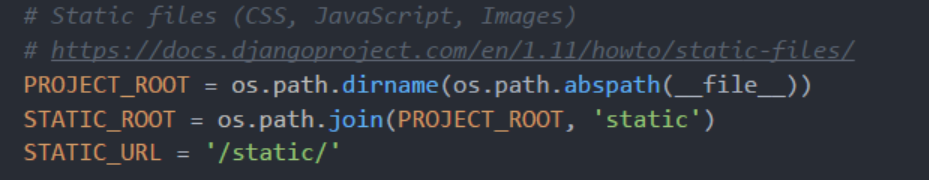 # Static files (CSS, JavaScript, Images)
# https://docs.djangoproject.com/en/1.11/howto/static-files/
PROJECT_ROOT = os.path.dirname(os.path.abspath(__file__))
STATIC_ROOT = os.path.join(PROJECT_ROOT, 'static')
STATIC_URL = '/static/'